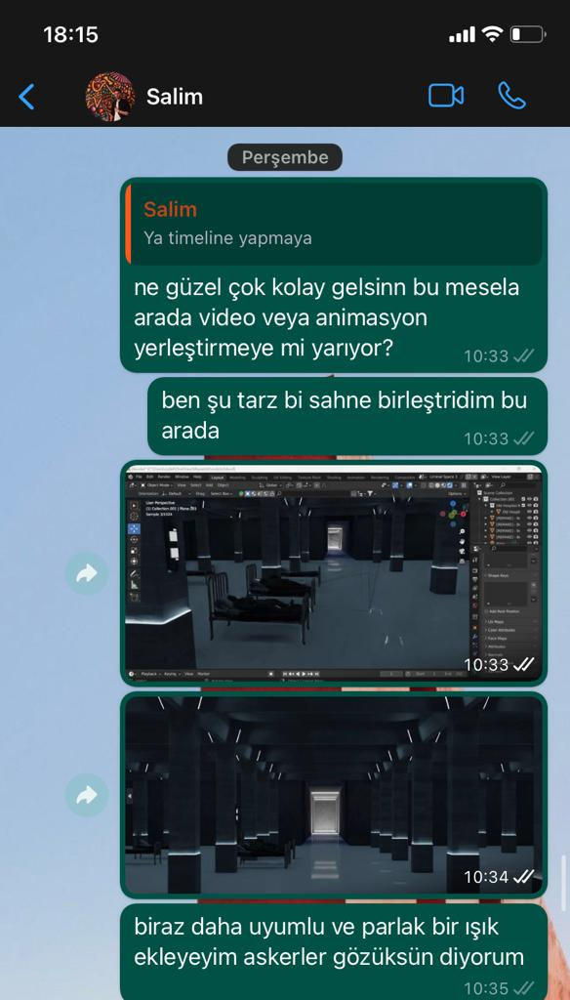 18:15
Salim
Perşembe
Salim
Ya timeline yapmaya
ne güzel çok kolay gelsinn bu mesela
arada video veya animasyon
yerleştirmeye mi yarıyor?
10:33
ben şu tarz bi sahne birleştridim bu
arada
10:33
User Perspective
10:33
10:34
biraz daha uyumlu ve parlak bir ışık
ekleyeyim askerler gözüksün diyorum
10:35